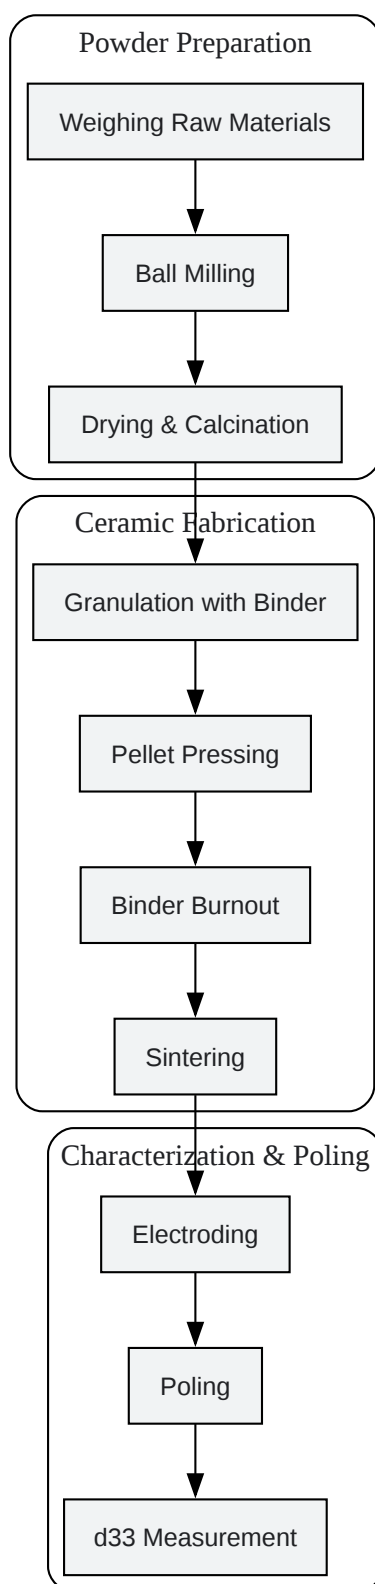 Powder Preparation
Weighing Raw Materials
Ball Milling
Drying & Calcination
Ceramic Fabrication
Granulation with Binder
Pellet Pressing
Binder Burnout
Sintering
Characterization & Poling
Electroding
Poling
d33 Measurement